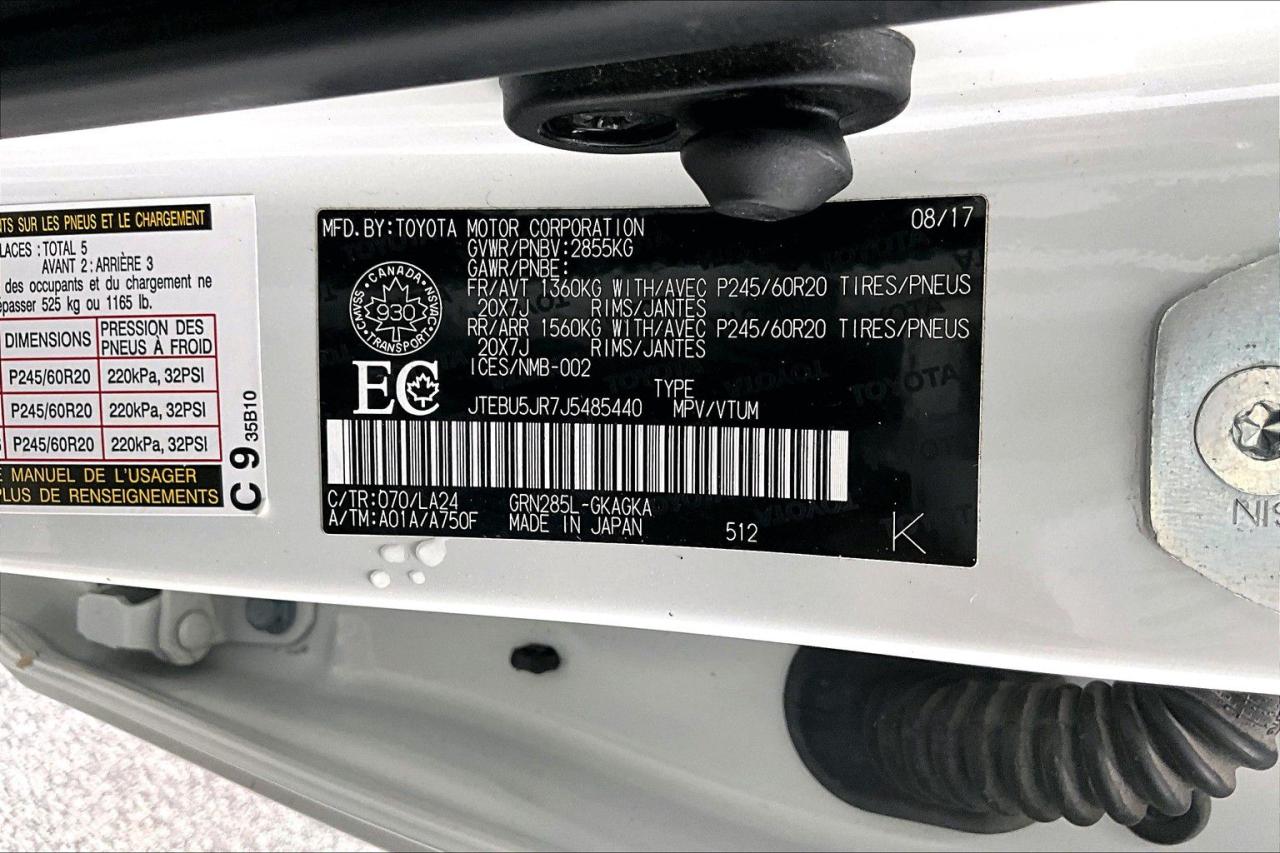 NTS SUR LES PNEUS ET LE CHARGEMENT
LACES : TOTAL 5
AVANT 2 : ARRIÈRE 3
des occupants et du chargement ne
épasser 525 kg ou 1165 lb.
DIMENSIONS PRESSION DES PNEUS À FROID
P245/60R20 220kPa, 32PSI
P245/60R20 220kPa, 32PSI
P245/60R20 220kPa, 32PSI
E MANUEL DE L'USAGER
PLUS DE RENSEIGNEMENTS
C 9 35B10
MFD. BY: TOYOTA MOTOR CORPORATION 08/17
GVWR/PNBV: 2855KG
GAWR/PNBE:
FR/AVT 1360KG WITH/AVEC P245/60R20 TIRES/PNEUS
20X7J RIMS/JANTES
RR/ARR 1560KG WITH/AVEC P245/60R20 TIRES/PNEUS
20X7J RIMS/JANTES
ICES/NMB-002
CANADA
CMVSS 930 NSVAC
TRANSPORT
EC
TYPE
JTEBU5JR7J5485440 MPV/VTUM
C/TR: 070/LA24 GRN285L-GKAGKA
A/TM: A01A/A750F MADE IN JAPAN 512 K